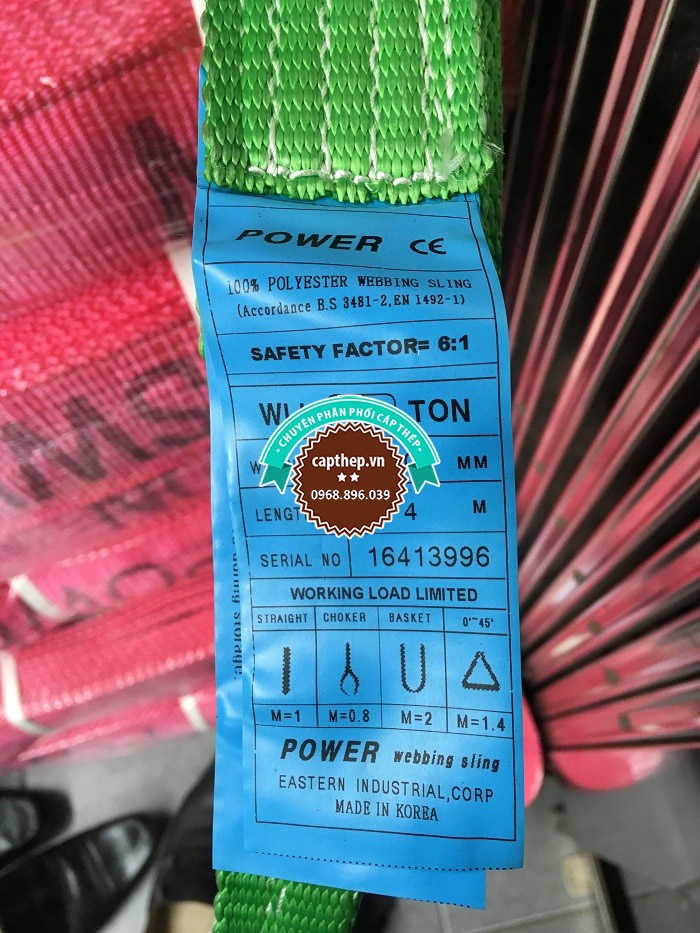 POWER CE
100% POLYESTER WEBBING SLING
(Accordance B.S 3481-2,EN 1492-1)
SAFETY FACTOR= 6:1
TON
CHUYÊN PHÂN PHỐI CÁP THÉP
capthep.vn
0968.896.039
MM
4 M
SERIAL NO 16413996
WORKING LOAD LIMITED
STRAIGHT CHOKER BASKET 0°~45°
M=1 M=0.8 M=2 M=1.4
POWER webbing sling
EASTERN INDUSTRIAL,CORP
MADE IN KOREA
storage.